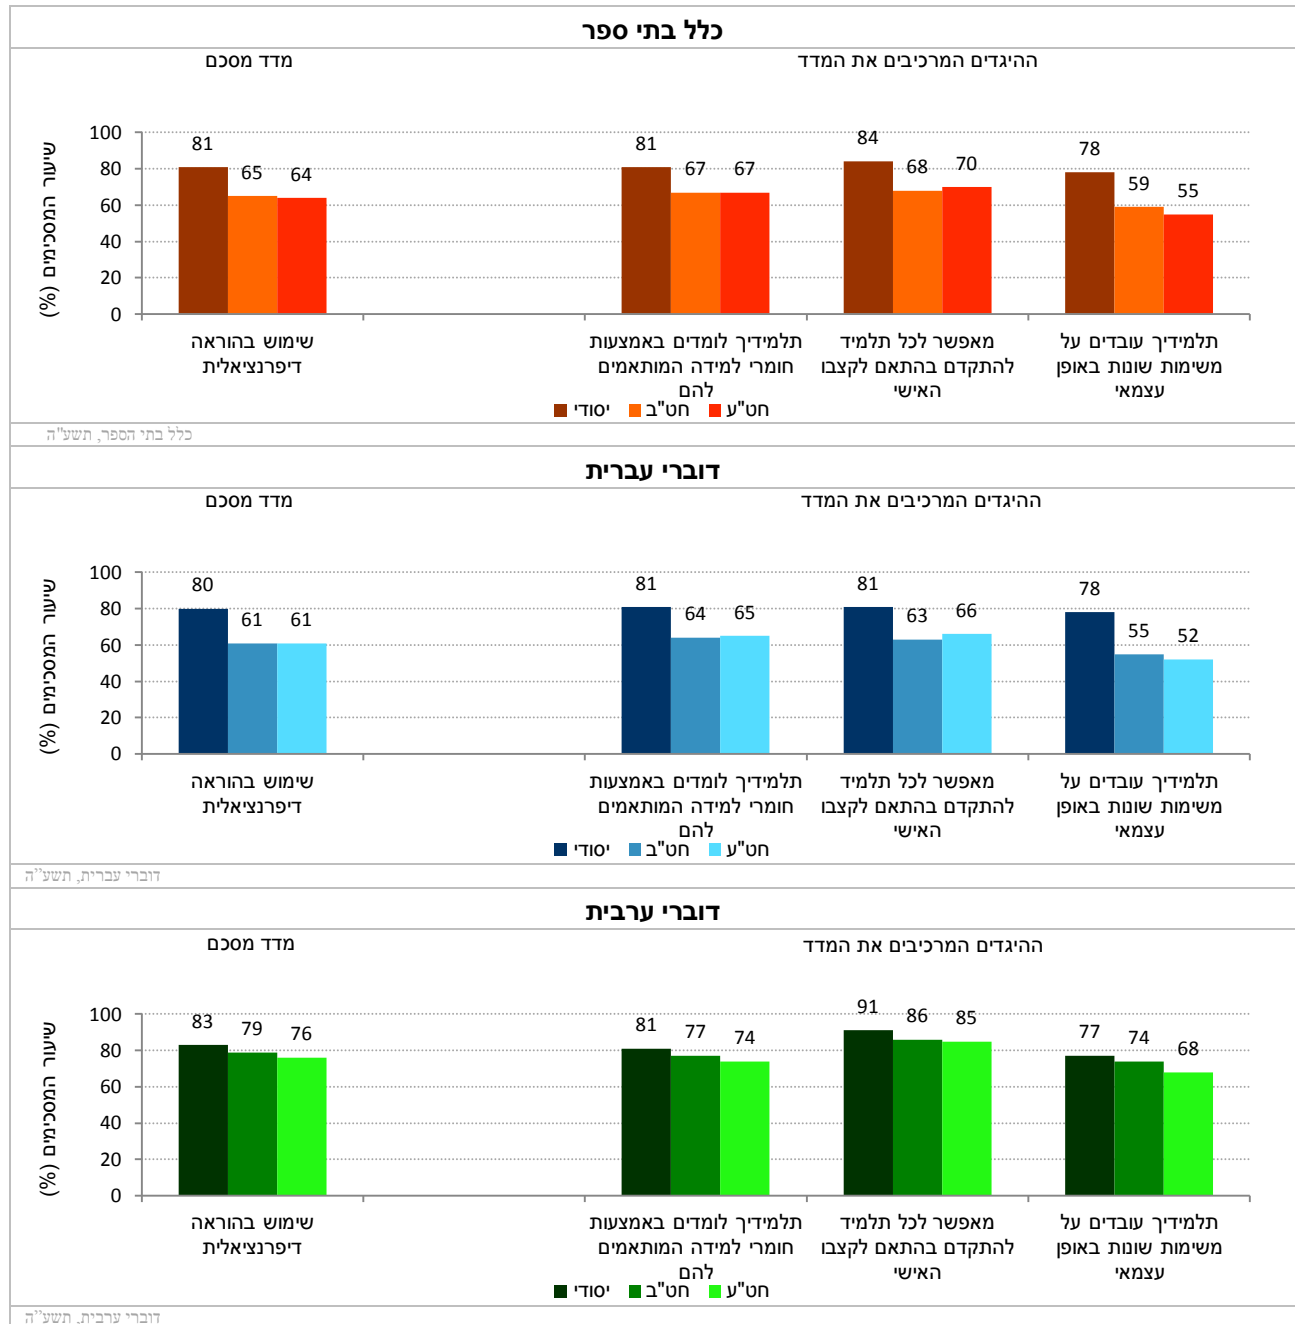 כלל בתי ספר
מדד מסכם
ההיגדים המרכיבים את המדד
שיעור המסכימים (%)
100
80
60
40
20
0
81
65
64
81
67
67
84
68
70
78
59
55
שימוש בהוראה
דיפרנציאלית
תלמידיך לומדים באמצעות
חומרי למידה המותאמים
להם
מאפשר לכל תלמיד
להתקדם בהתאם לקצבו
האישי
תלמידיך עובדים על
משימות שונות באופן
עצמאי
יסודי חט"ב חט"ע
כלל בתי הספר, תשע"ה
דוברי עברית
מדד מסכם
ההיגדים המרכיבים את המדד
שיעור המסכימים (%)
100
80
60
40
20
0
80
61
61
81
64
65
81
63
66
78
55
52
שימוש בהוראה
דיפרנציאלית
תלמידיך לומדים באמצעות
חומרי למידה המותאמים
להם
מאפשר לכל תלמיד
להתקדם בהתאם לקצבו
האישי
תלמידיך עובדים על
משימות שונות באופן
עצמאי
יסודי חט"ב חט"ע
דוברי עברית, תשע"ה
דוברי ערבית
מדד מסכם
ההיגדים המרכיבים את המדד
שיעור המסכימים (%)
100
80
60
40
20
0
83
79
76
81
77
74
91
86
85
77
74
68
שימוש בהוראה
דיפרנציאלית
תלמידיך לומדים באמצעות
חומרי למידה המותאמים
להם
מאפשר לכל תלמיד
להתקדם בהתאם לקצבו
האישי
תלמידיך עובדים על
משימות שונות באופן
עצמאי
יסודי חט"ב חט"ע
דוברי ערבית, תשע"ה